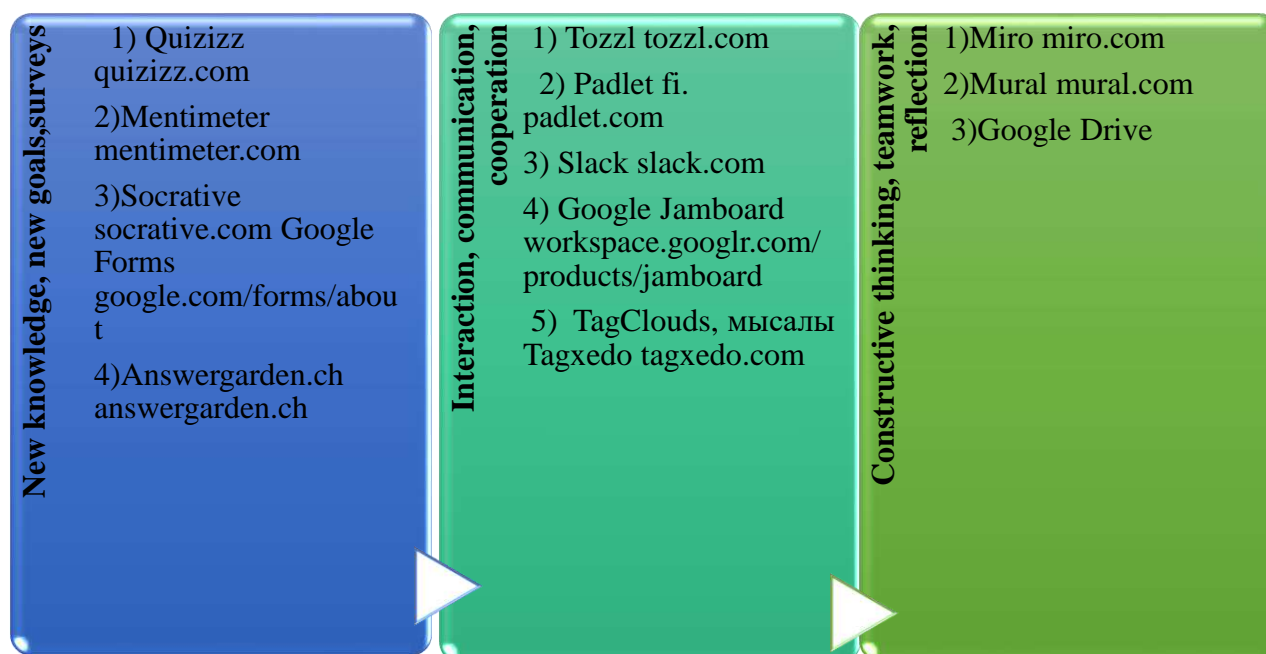 New knowledge, new goals,surveys
1) Quizizz
quizizz.com
2)Mentimeter
mentimeter.com
3)Socrative
socrative.com Google
Forms
google.com/forms/abou
t
4)Answergarden.ch
answergarden.ch
Interaction, communication,
cooperation
1) Tozzl tozzl.com
2) Padlet fi.
padlet.com
3) Slack slack.com
4) Google Jamboard
workspace.googlr.com/
products/jamboard
5) TagClouds, мысалы
Tagxedo tagxedo.com
Constructive thinking, teamwork,
reflection
1)Miro miro.com
2)Mural mural.com
3)Google Drive